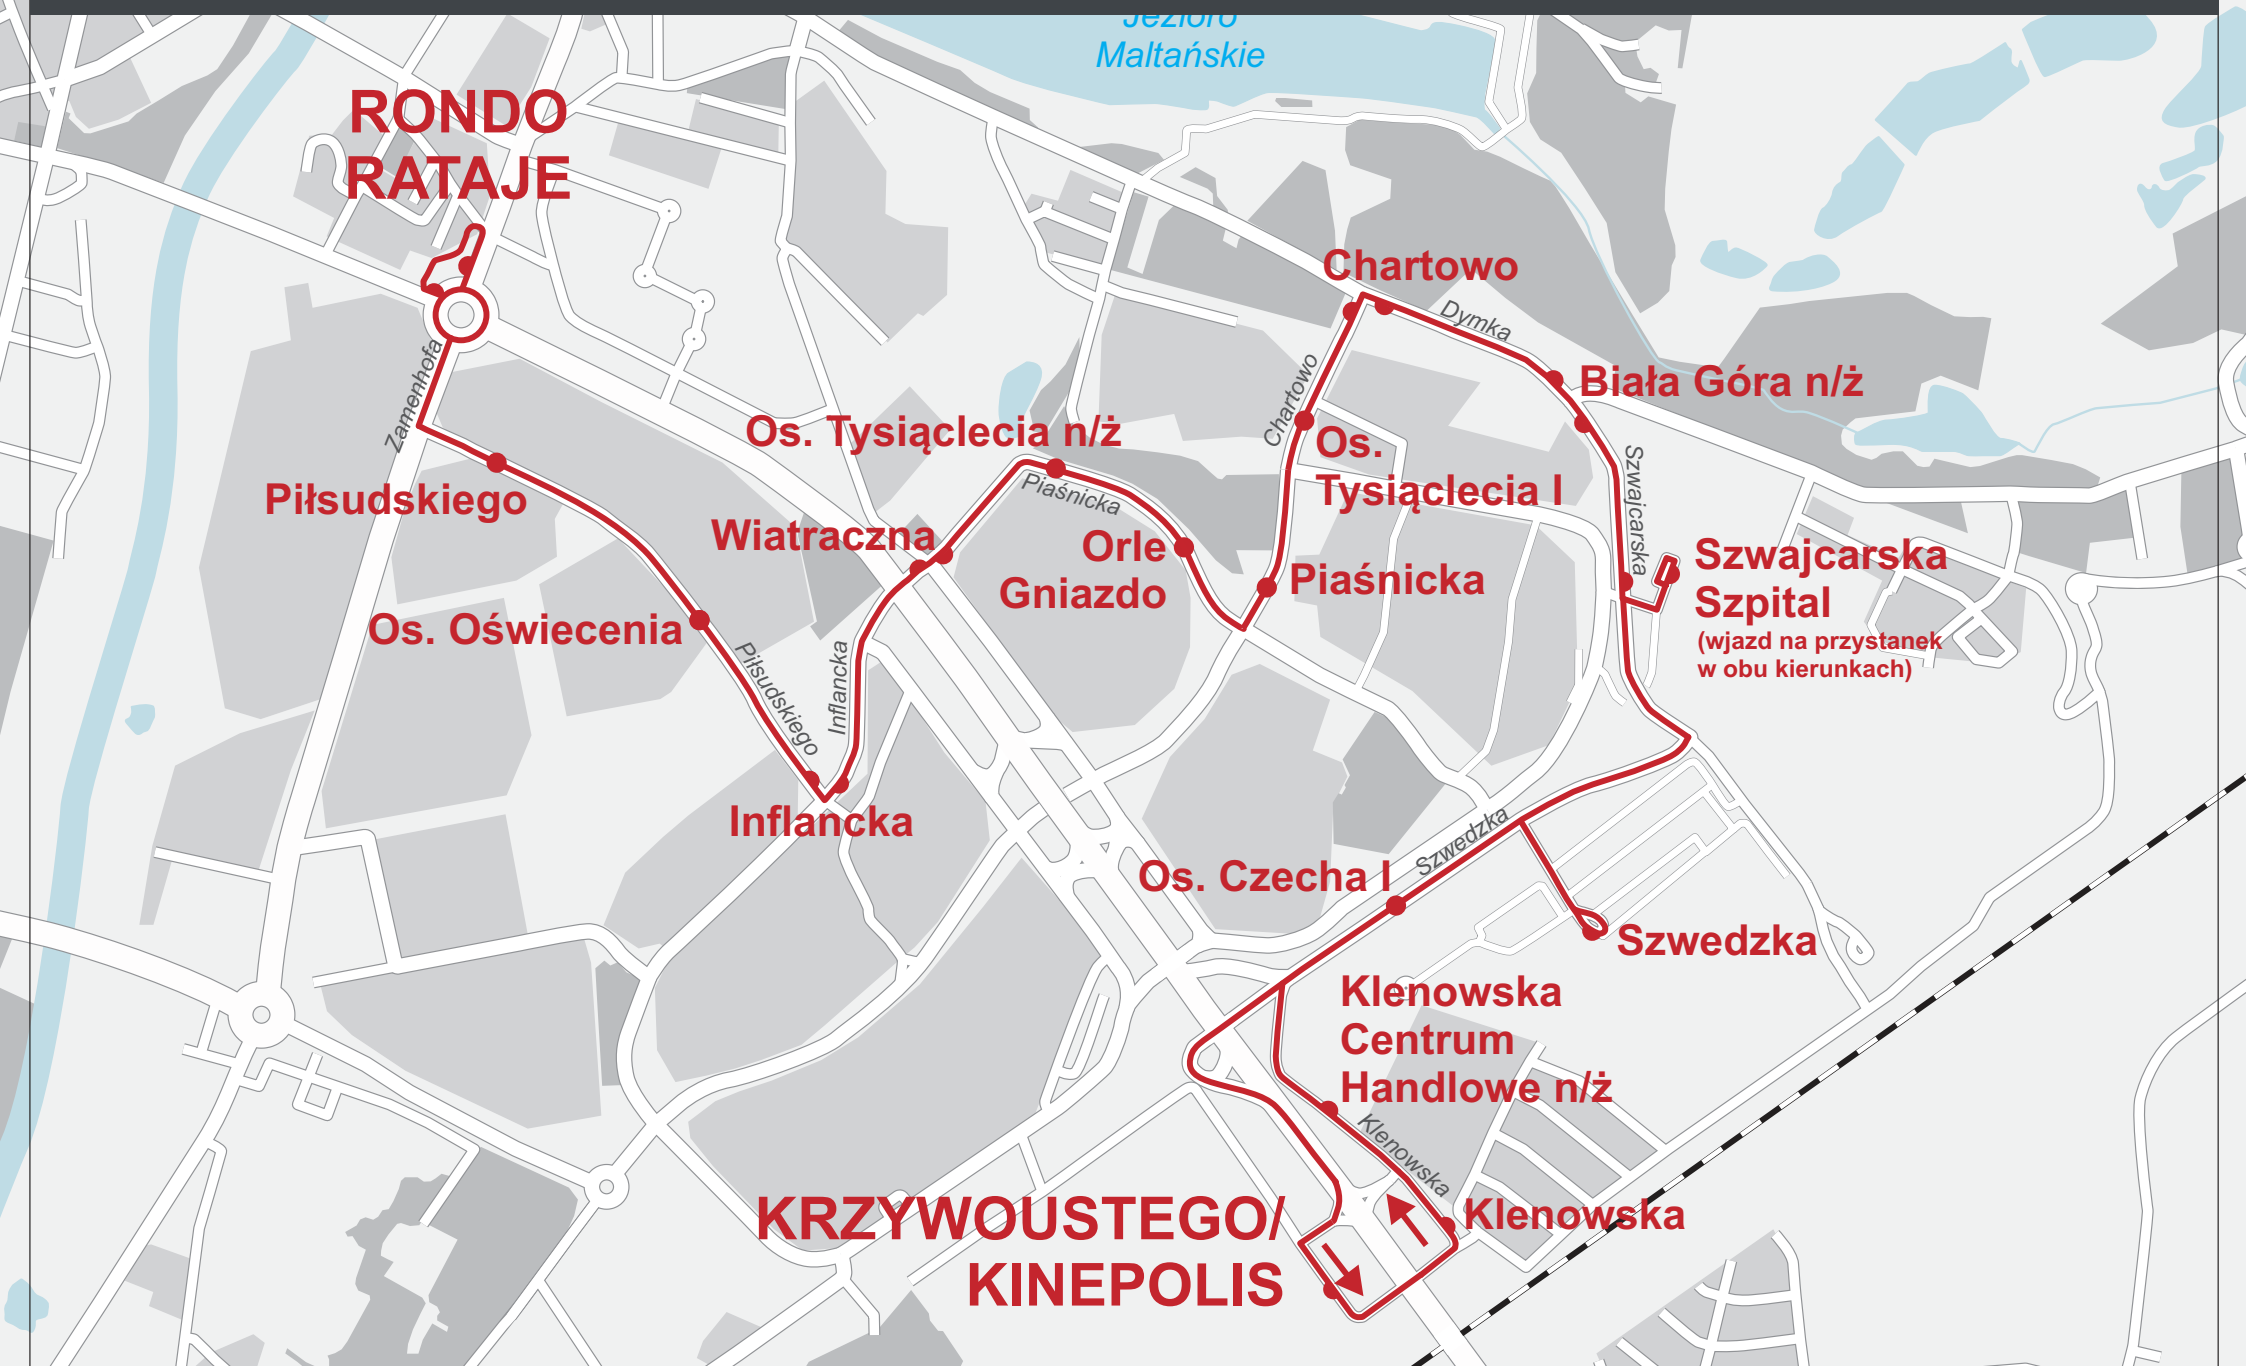 Jezioro
Maltańskie
RONDO
RATAJE
Chartowo
Dymka
Zamenhofa
Chartowo
Biała Góra n/ż
Os. Tysiąclecia n/ż
Os.
Tysiąclecia I
Szwajcarska
Piłsudskiego
Piaśnicka
Wiatraczna
Orle
Gniazdo
Piaśnicka
Szwajcarska
Szpital
(wjazd na przystanek
w obu kierunkach)
Os. Oświecenia
Piłsudskiego
Inflancka
Inflancka
Szwedzka
Os. Czecha I
Szwedzka
Klenowska
Centrum
Handlowe n/ż
Klenowska
KRZYWOUSTEGO/
KINEPOLIS
Klenowska